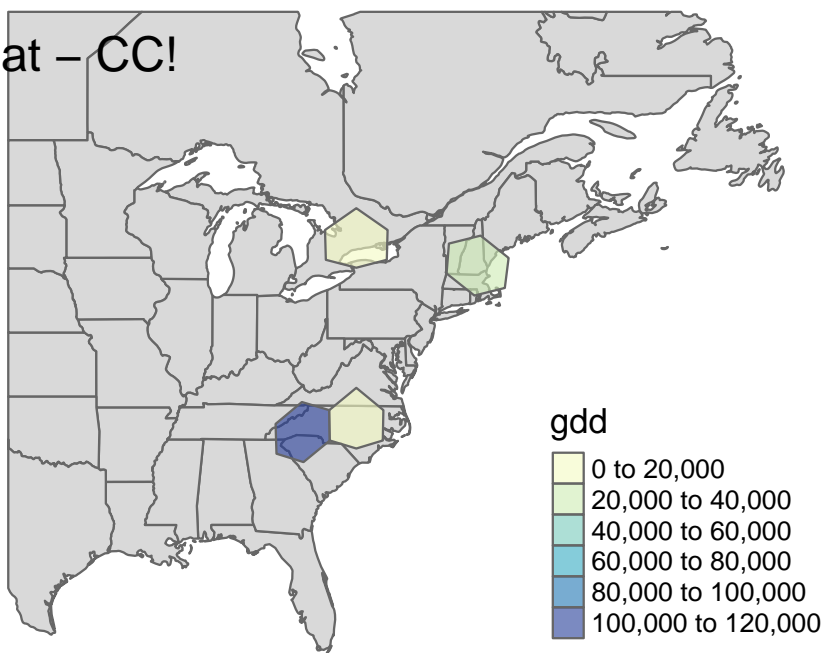 at – CC!
gdd
0 to 20,000
20,000 to 40,000
40,000 to 60,000
60,000 to 80,000
80,000 to 100,000
100,000 to 120,000